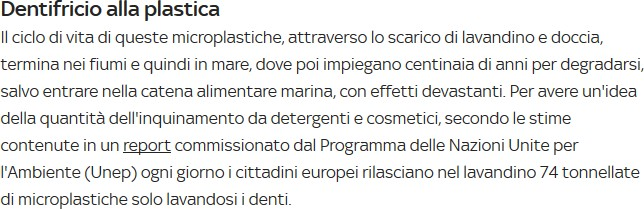 Dentifricio alla plastica
Il ciclo di vita di queste microplastiche, attraverso lo scarico di lavandino e doccia,
termina nei fiumi e quindi in mare, dove poi impiegano centinaia di anni per degradarsi,
salvo entrare nella catena alimentare marina, con effetti devastanti. Per avere un'idea
della quantità dell'inquinamento da detergenti e cosmetici, secondo le stime
contenute in un report commissionato dal Programma delle Nazioni Unite per
l'Ambiente (Unep) ogni giorno i cittadini europei rilasciano nel lavandino 74 tonnellate
di microplastiche solo lavandosi i denti.